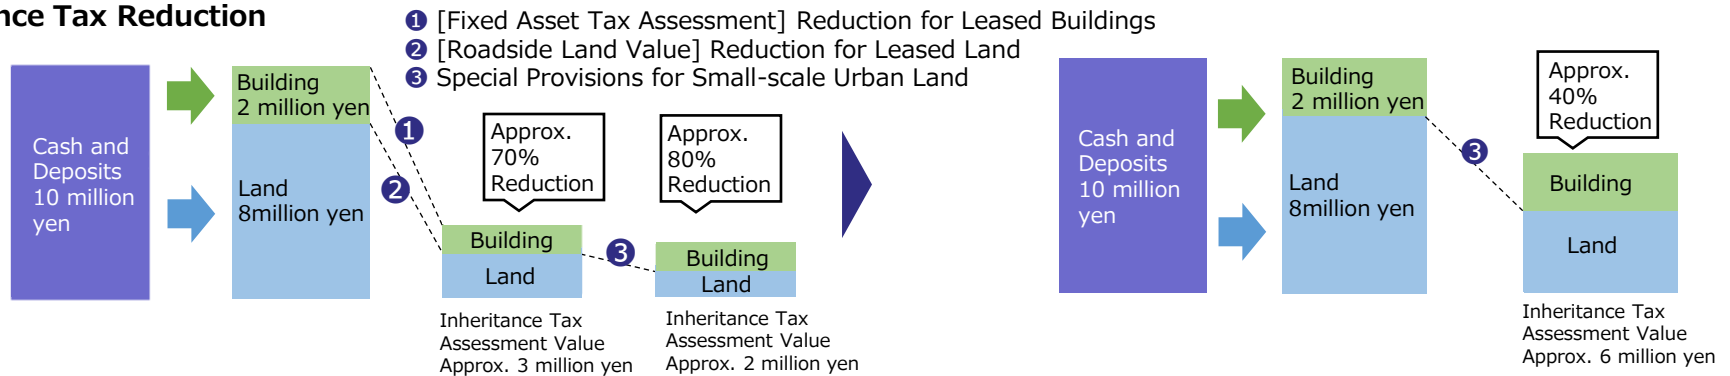 nce Tax Reduction
❶ [Fixed Asset Tax Assessment] Reduction for Leased Buildings
❷ [Roadside Land Value] Reduction for Leased Land
❸ Special Provisions for Small-scale Urban Land
Cash and
Deposits
10 million
yen
Building
2 million yen
Land
8million yen
❶
❷
Approx.
70%
Reduction
Building
Land
Inheritance Tax
Assessment Value
Approx. 3 million yen
❸
Approx.
80%
Reduction
Building
Land
Inheritance Tax
Assessment Value
Approx. 2 million yen
Cash and
Deposits
10 million
yen
Building
2 million yen
Land
8million yen
❸
Approx.
40%
Reduction
Building
Land
Inheritance Tax
Assessment Value
Approx. 6 million yen